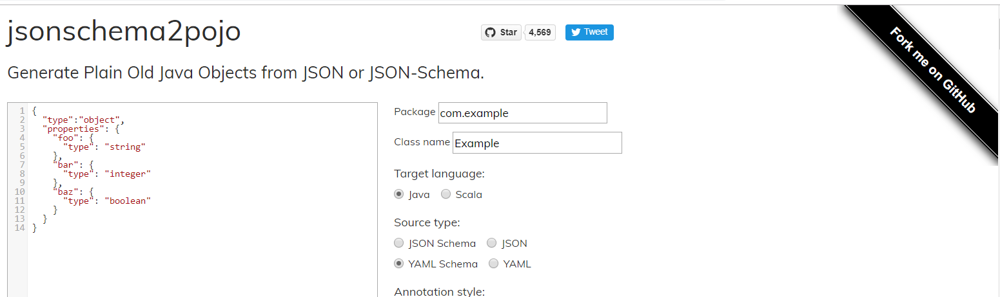 jsonschema2pojo
Star 4,569 Tweet
Fork me on GitHub
Generate Plain Old Java Objects from JSON or JSON-Schema.
1 {
2   "type":"object",
3   "properties": {
4     "foo": {
5       "type": "string"
6     },
7     "bar": {
8       "type": "integer"
9     },
10     "baz": {
11       "type": "boolean"
12     }
13   }
14 }
Package com.example
Class name Example
Target language:
Java Scala
Source type:
JSON Schema JSON
YAML Schema YAML
Annotation style: